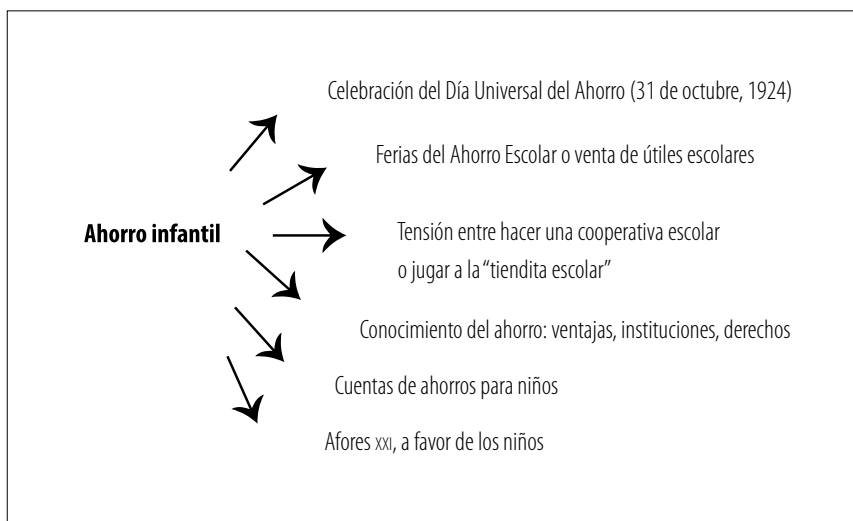 Celebración del Día Universal del Ahorro (31 de octubre, 1924)
Ferias del Ahorro Escolar o venta de útiles escolares
Ahorro infantil
Tensión entre hacer una cooperativa escolar
o jugar a la “tiendita escolar”
Conocimiento del ahorro: ventajas, instituciones, derechos
Cuentas de ahorros para niños
Afores XXI, a favor de los niños